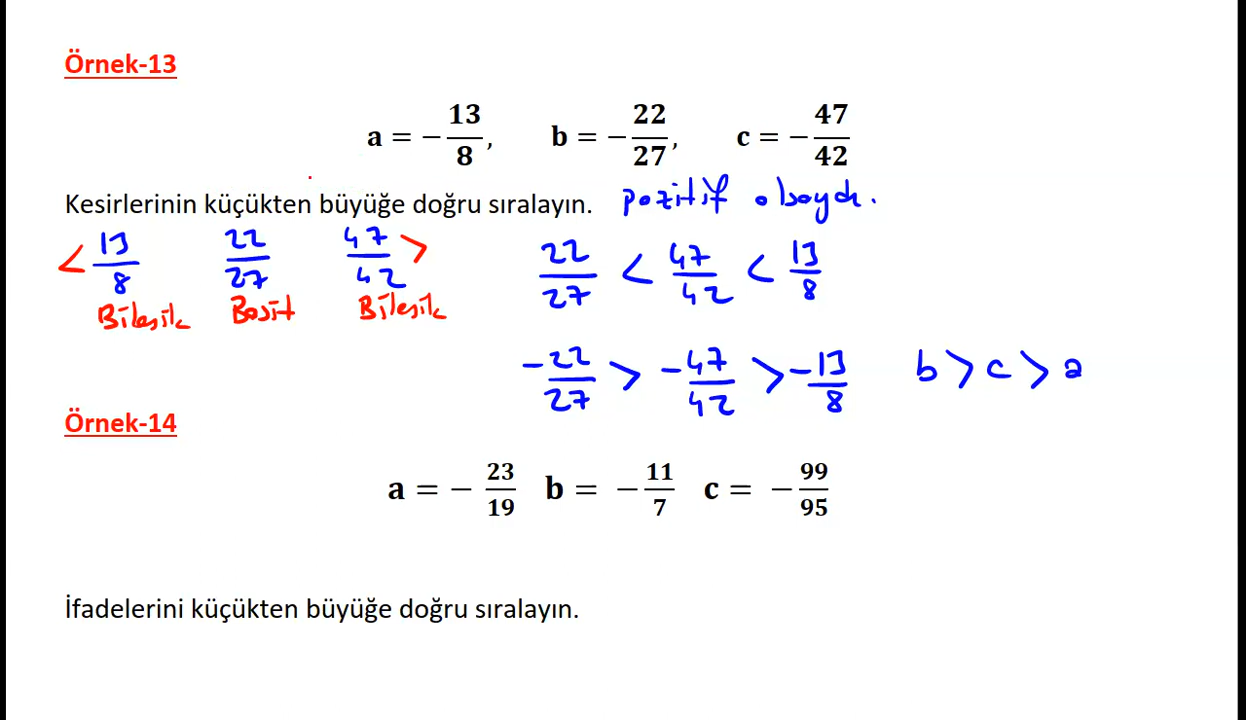 Örnek-13
a = −13/8, b = −22/27, c = −47/42
Kesirlerinin küçükten büyüğe doğru sıralayın. pozitif olsaydı.
< 13/8 22/27 47/42 >
Bileşik Basit Bileşik
22/27 < 47/42 < 13/8
−22/27 > −47/42 > −13/8 b > c > a
Örnek-14
a = − 23/19 b = −11/7 c = −99/95
İfadelerini küçükten büyüğe doğru sıralayın.